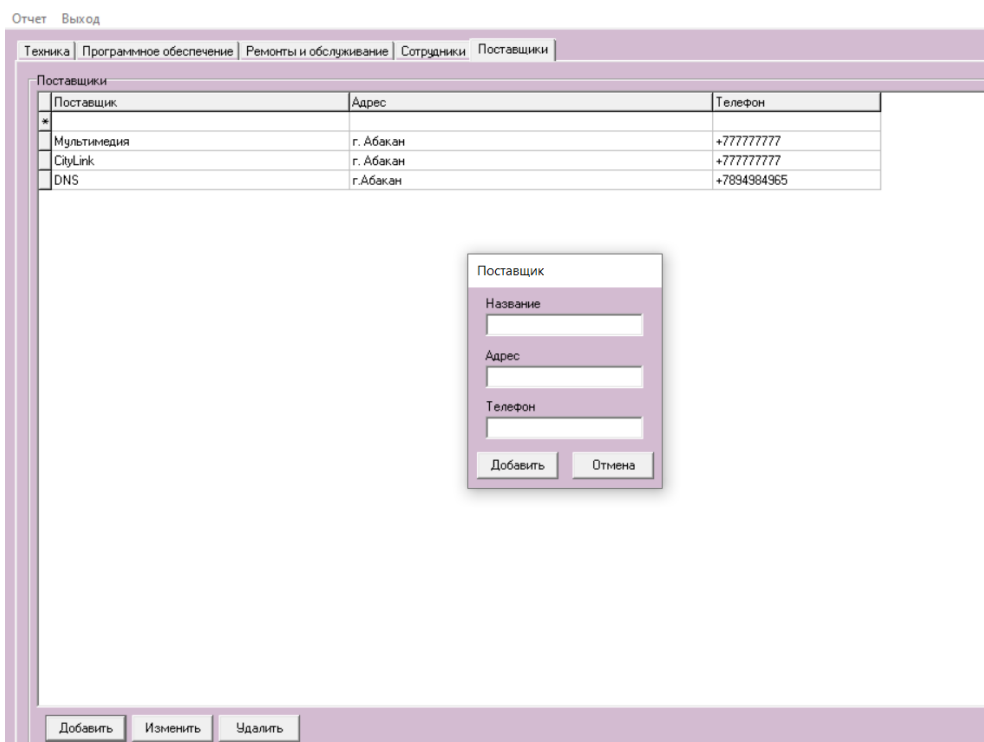 Отчет Выход
Техника Программное обеспечение Ремонты и обслуживание Сотрудники Поставщики
Поставщики
Поставщик Адрес Телефон
*
Мультимедия г. Абакан +777777777
CityLink г. Абакан +777777777
DNS г.Абакан +7894984965
Поставщик
Название
Адрес
Телефон
Добавить Отмена
Добавить Изменить Удалить